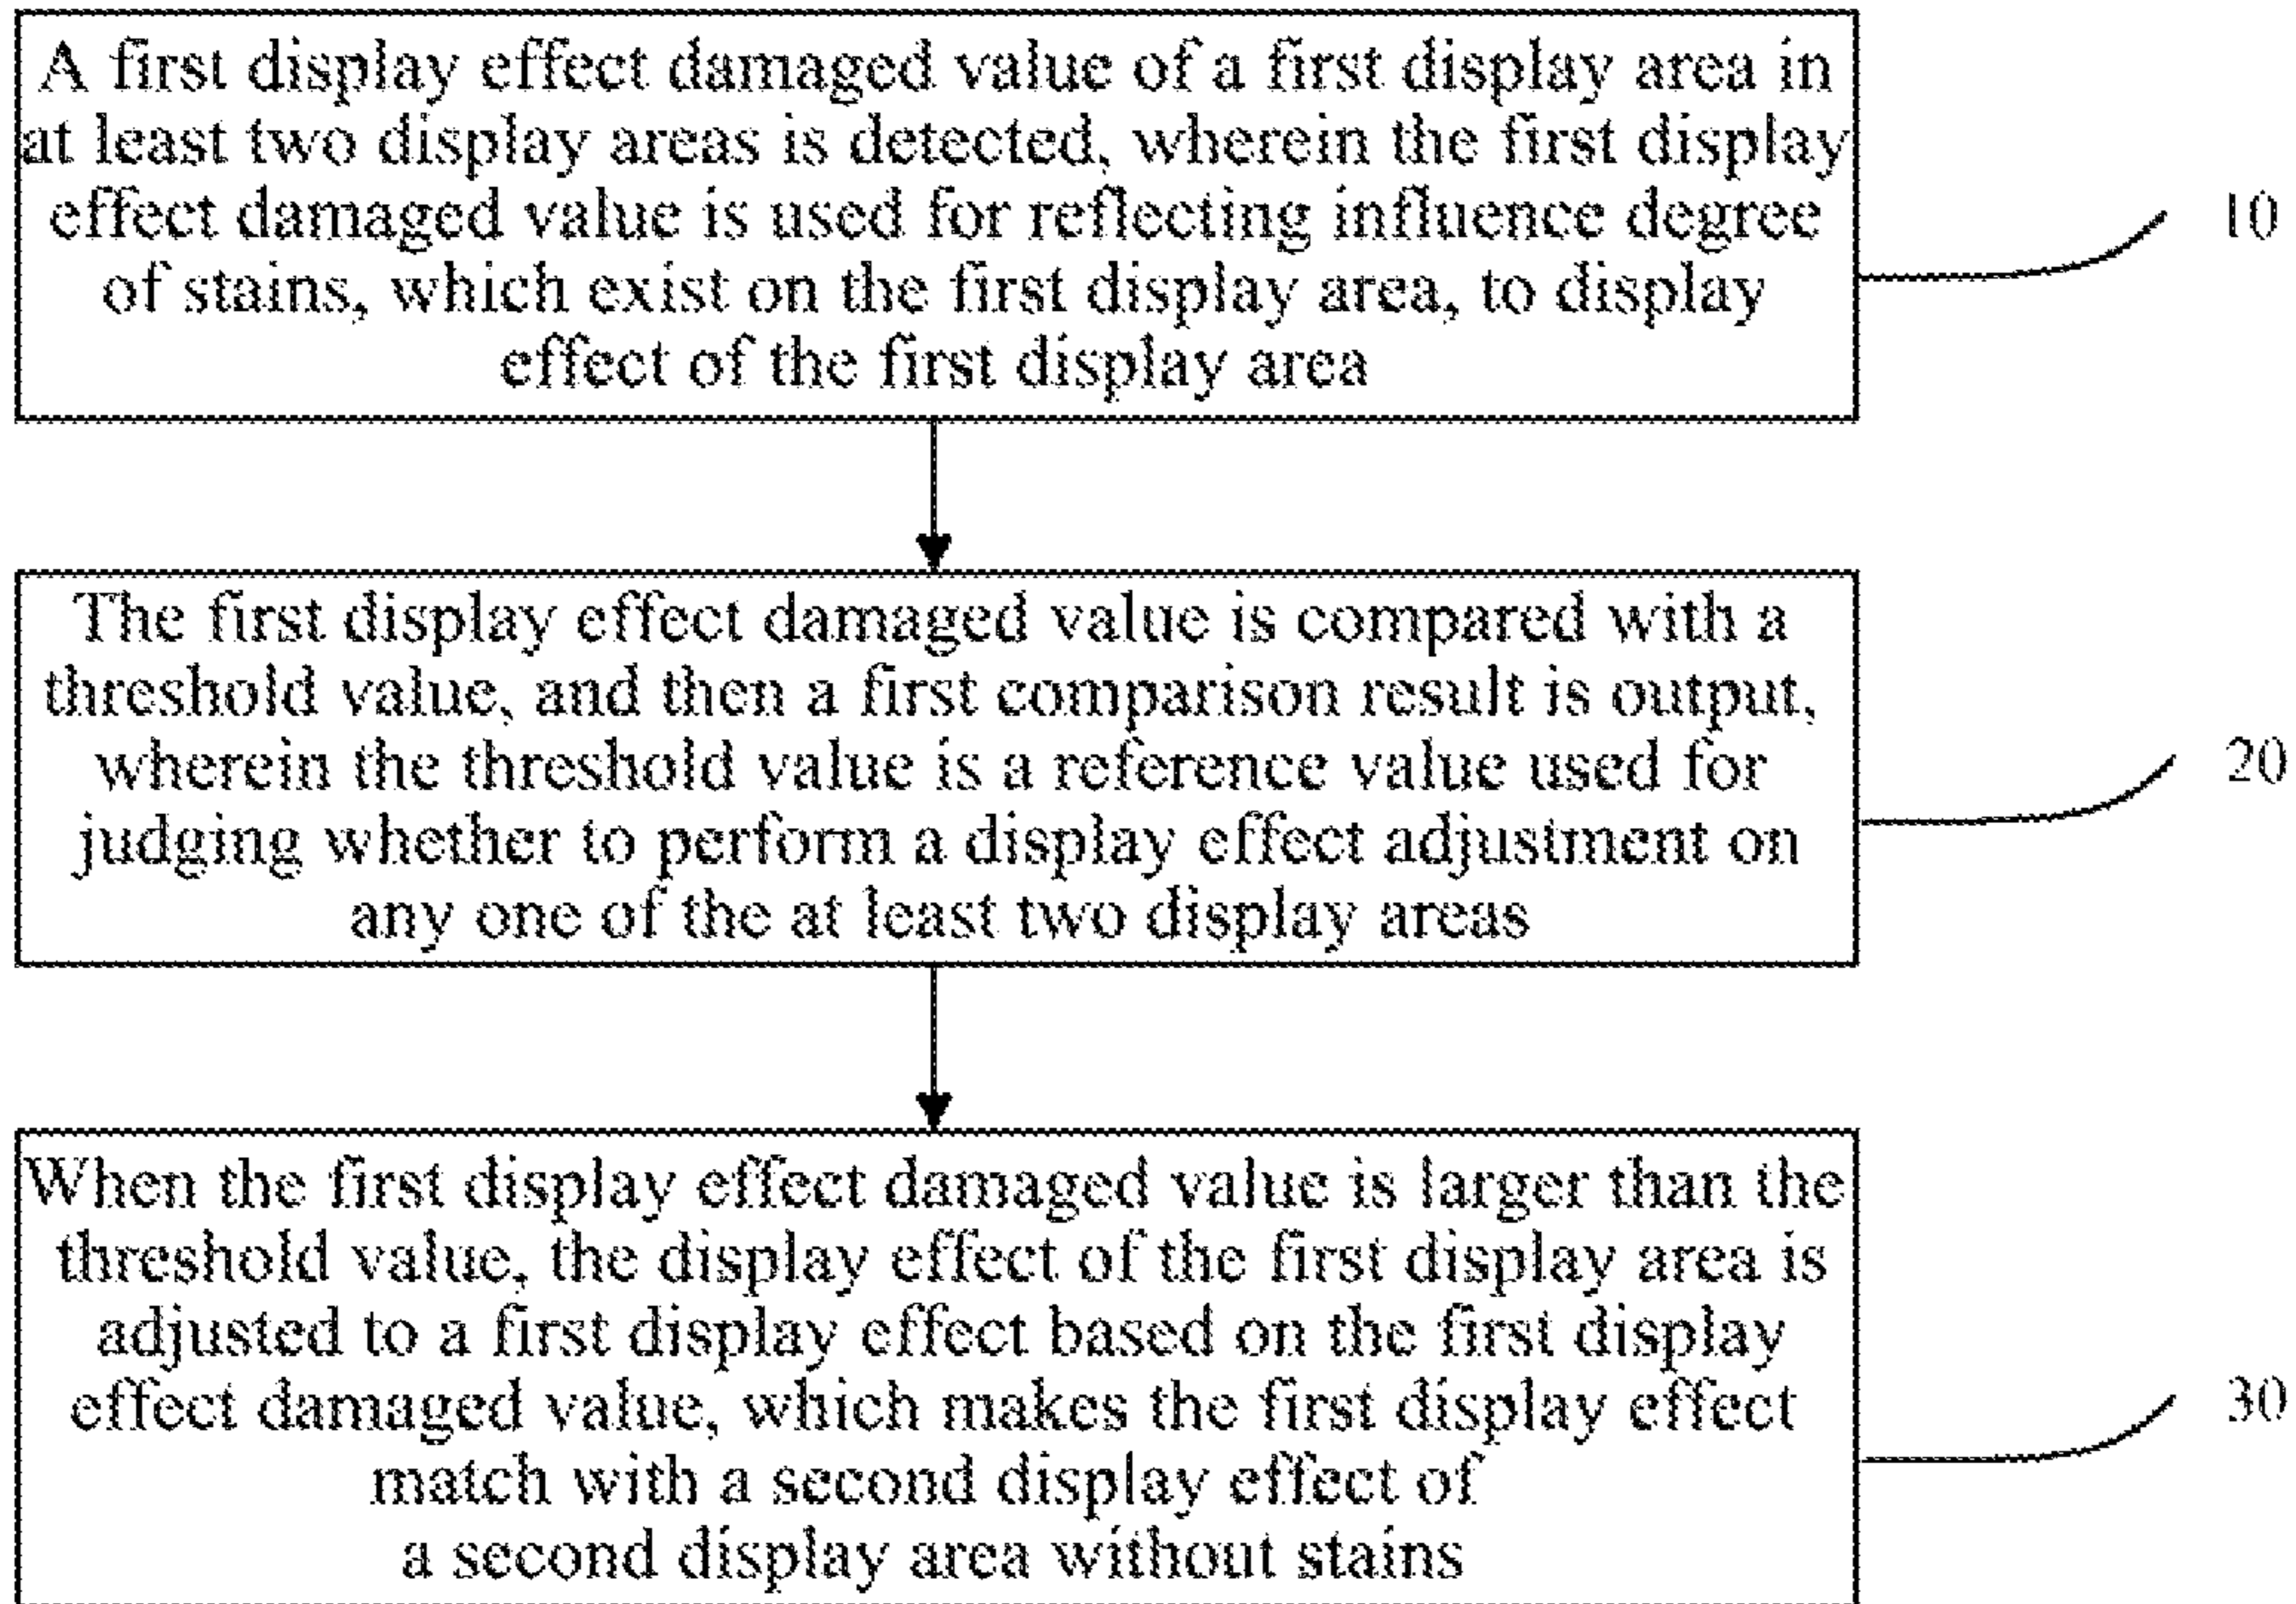 A first display effect damaged value of a first display area in
at least two display areas is detected, wherein the first display
effect damaged value is used for reflecting influence degree
of stains, which exist on the first display area, to display
effect of the first display area
10
The first display effect damaged value is compared with a
threshold value, and then a first comparison result is output,
wherein the threshold value is a reference value used for
judging whether to perform a display effect adjustment on
any one of the at least two display areas
20
When the first display effect damaged value is larger than the
threshold value, the display effect of the first display area is
adjusted to a first display effect based on the first display
effect damaged value, which makes the first display effect
match with a second display effect of
a second display area without stains
30